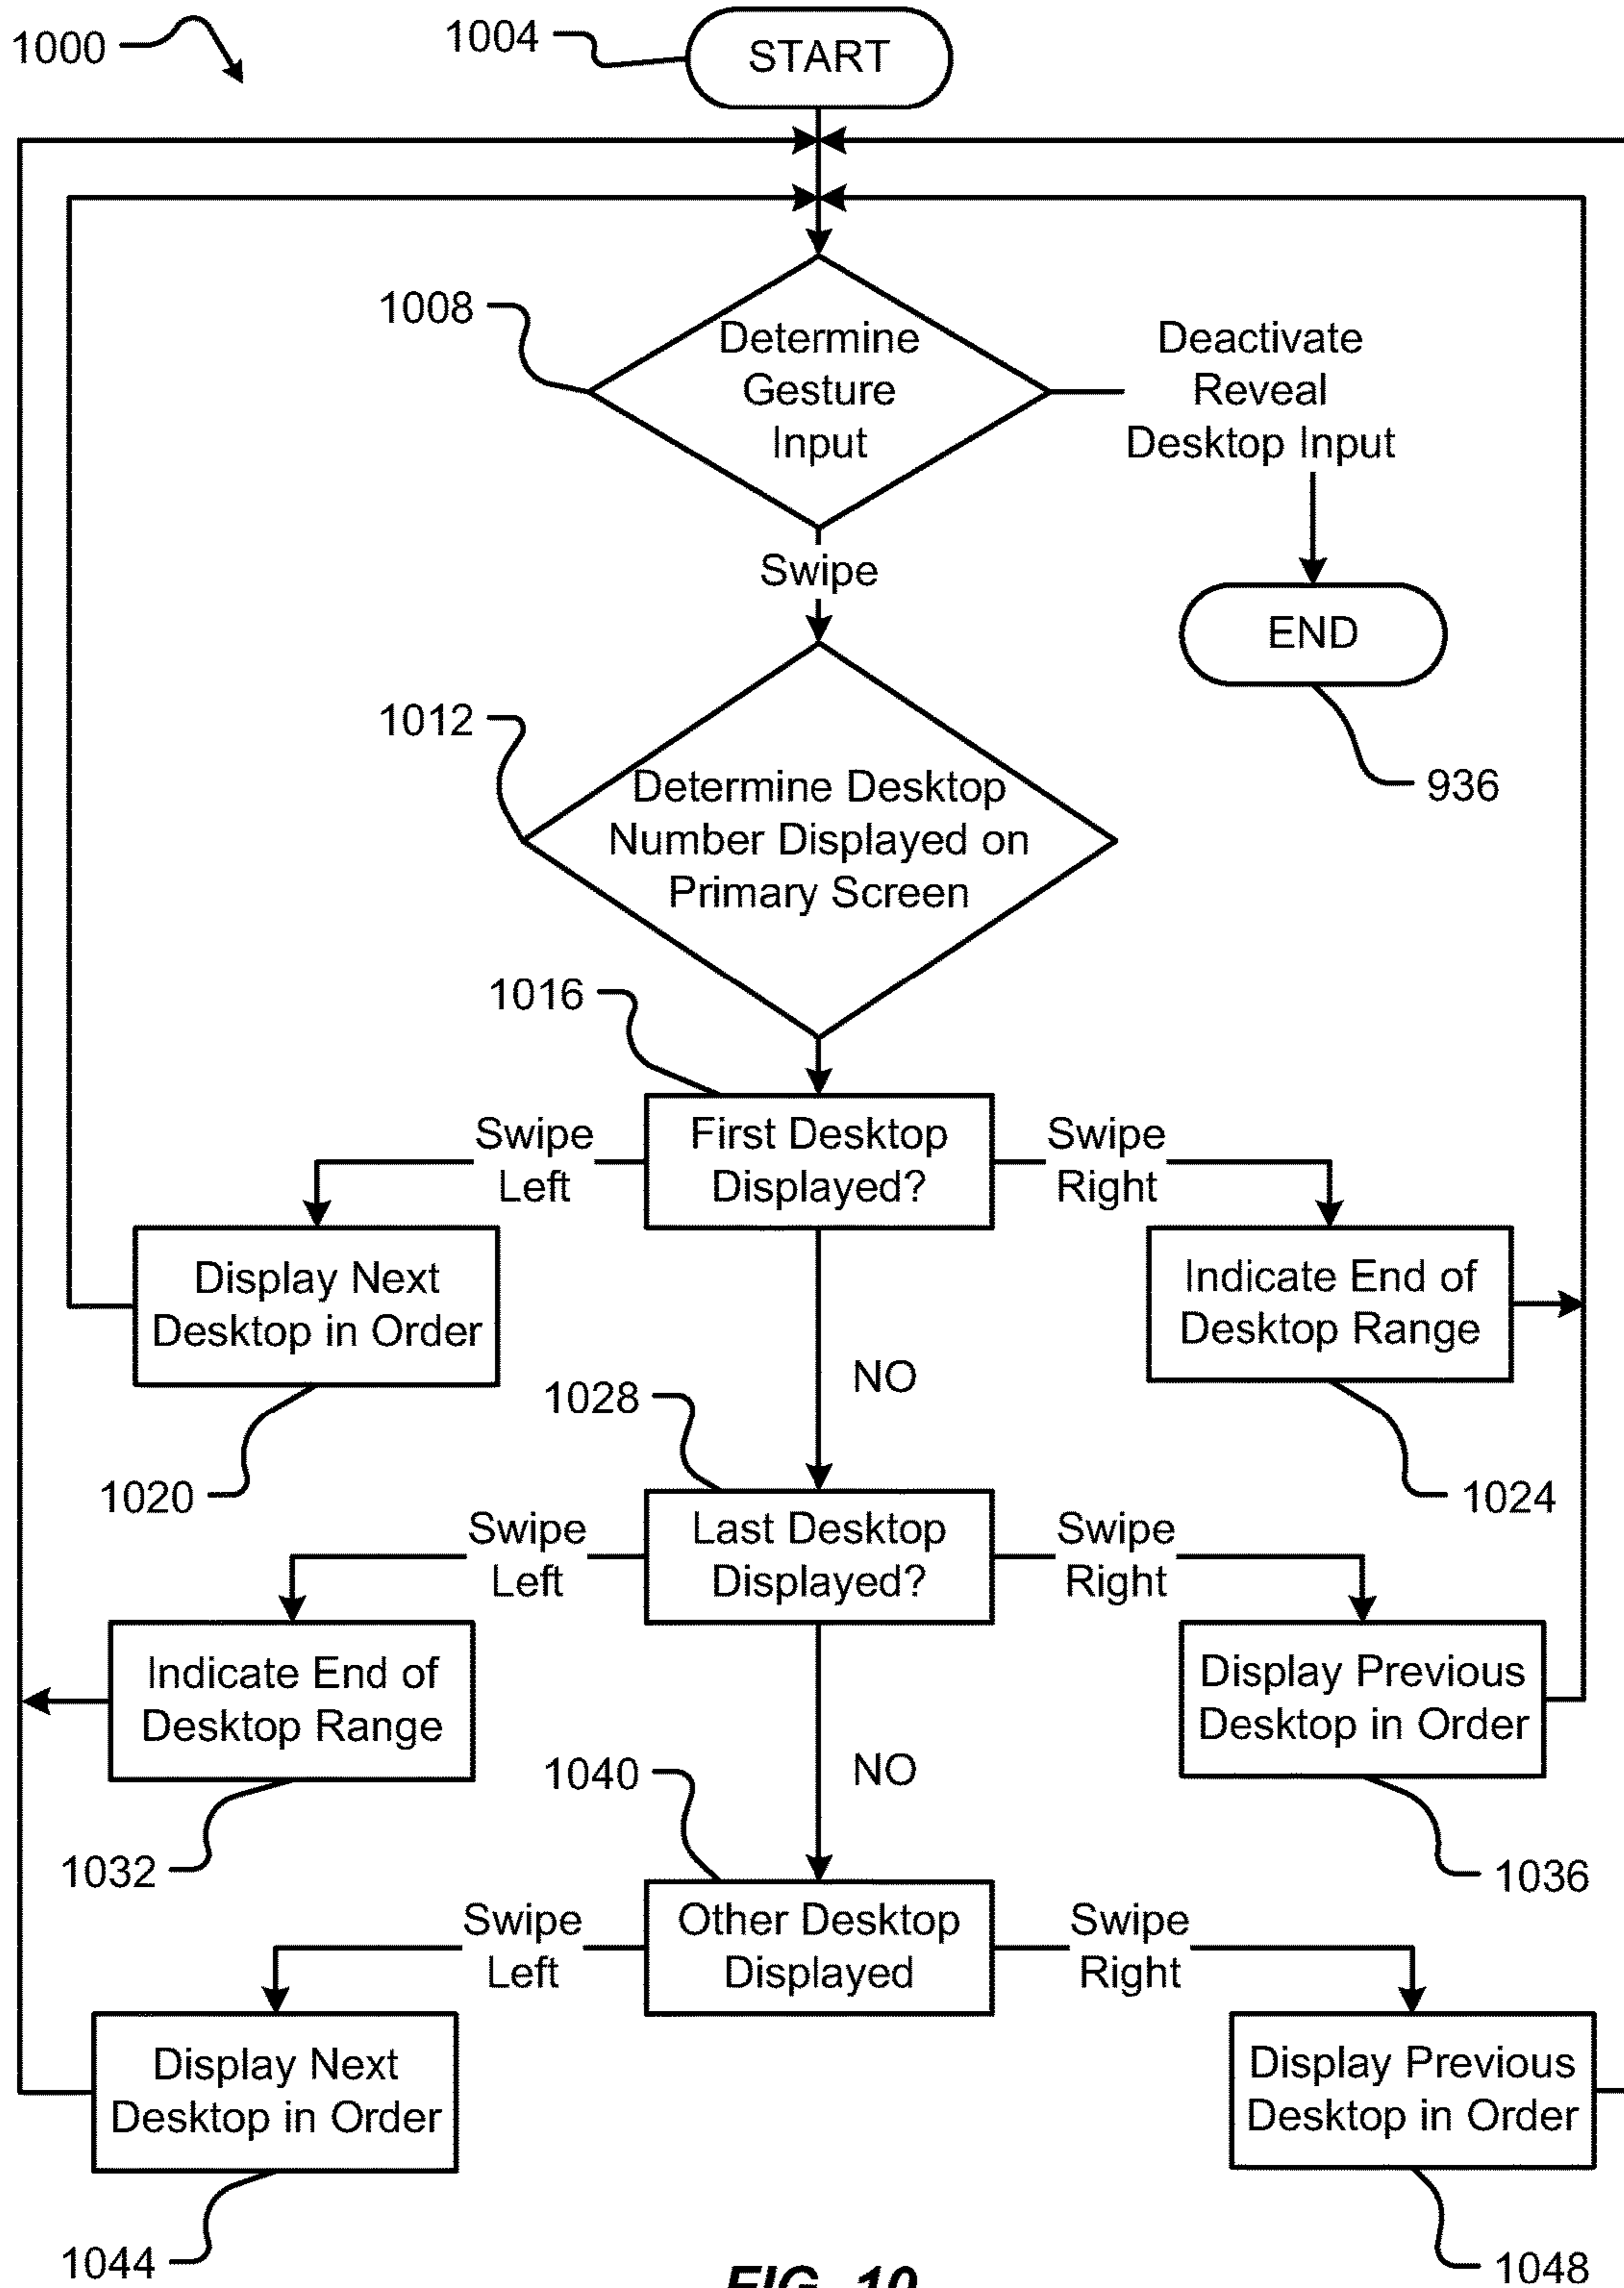 1000
1004
START
1008
Determine
Gesture
Input
Deactivate
Reveal
Desktop Input
Swipe
END
936
1012
Determine Desktop
Number Displayed on
Primary Screen
1016
Swipe
Left
First Desktop
Displayed?
Swipe
Right
Display Next
Desktop in Order
Indicate End of
Desktop Range
NO
1020
1024
1028
Swipe
Left
Last Desktop
Displayed?
Swipe
Right
Indicate End of
Desktop Range
Display Previous
Desktop in Order
NO
1032
1036
1040
Swipe
Left
Other Desktop
Displayed
Swipe
Right
Display Next
Desktop in Order
Display Previous
Desktop in Order
1044
1048
FIG. 10